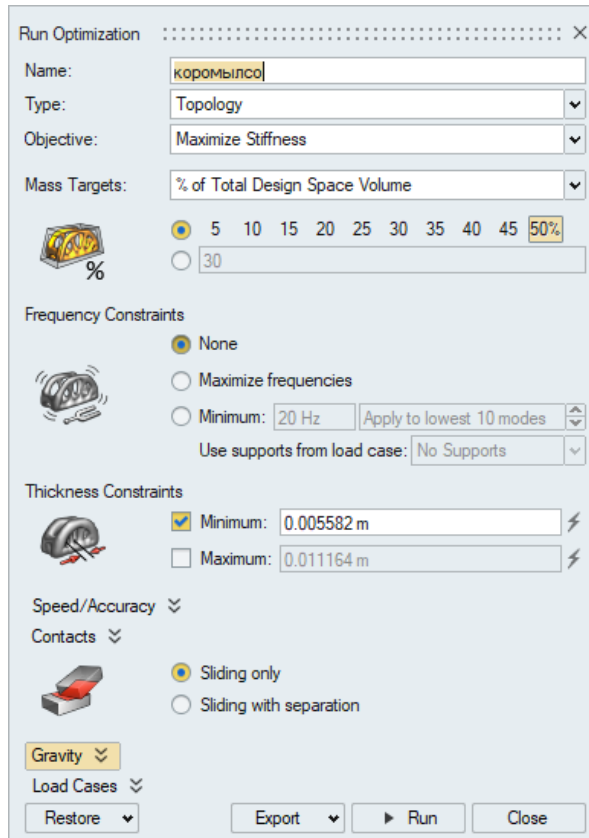 Run Optimization
Name: коромылсо
Type: Topology
Objective: Maximize Stiffness
Mass Targets: % of Total Design Space Volume
5 10 15 20 25 30 35 40 45 50%
%
30
Frequency Constraints
None
Maximize frequencies
Minimum: 20 Hz Apply to lowest 10 modes
Use supports from load case: No Supports
Thickness Constraints
Minimum: 0.005582 m
Maximum: 0.011164 m
Speed/Accuracy
Contacts
Sliding only
Sliding with separation
Gravity
Load Cases
Restore Export Run Close